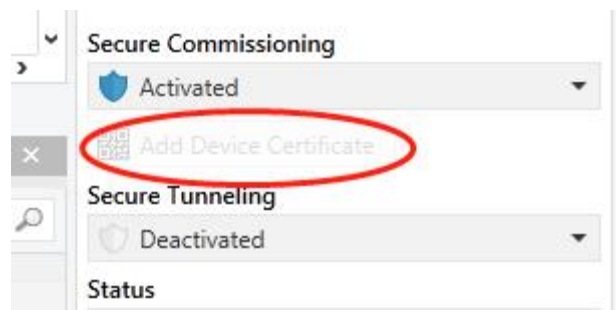 Secure Commissioning
Activated
Add Device Certificate
Secure Tunneling
Deactivated
Status